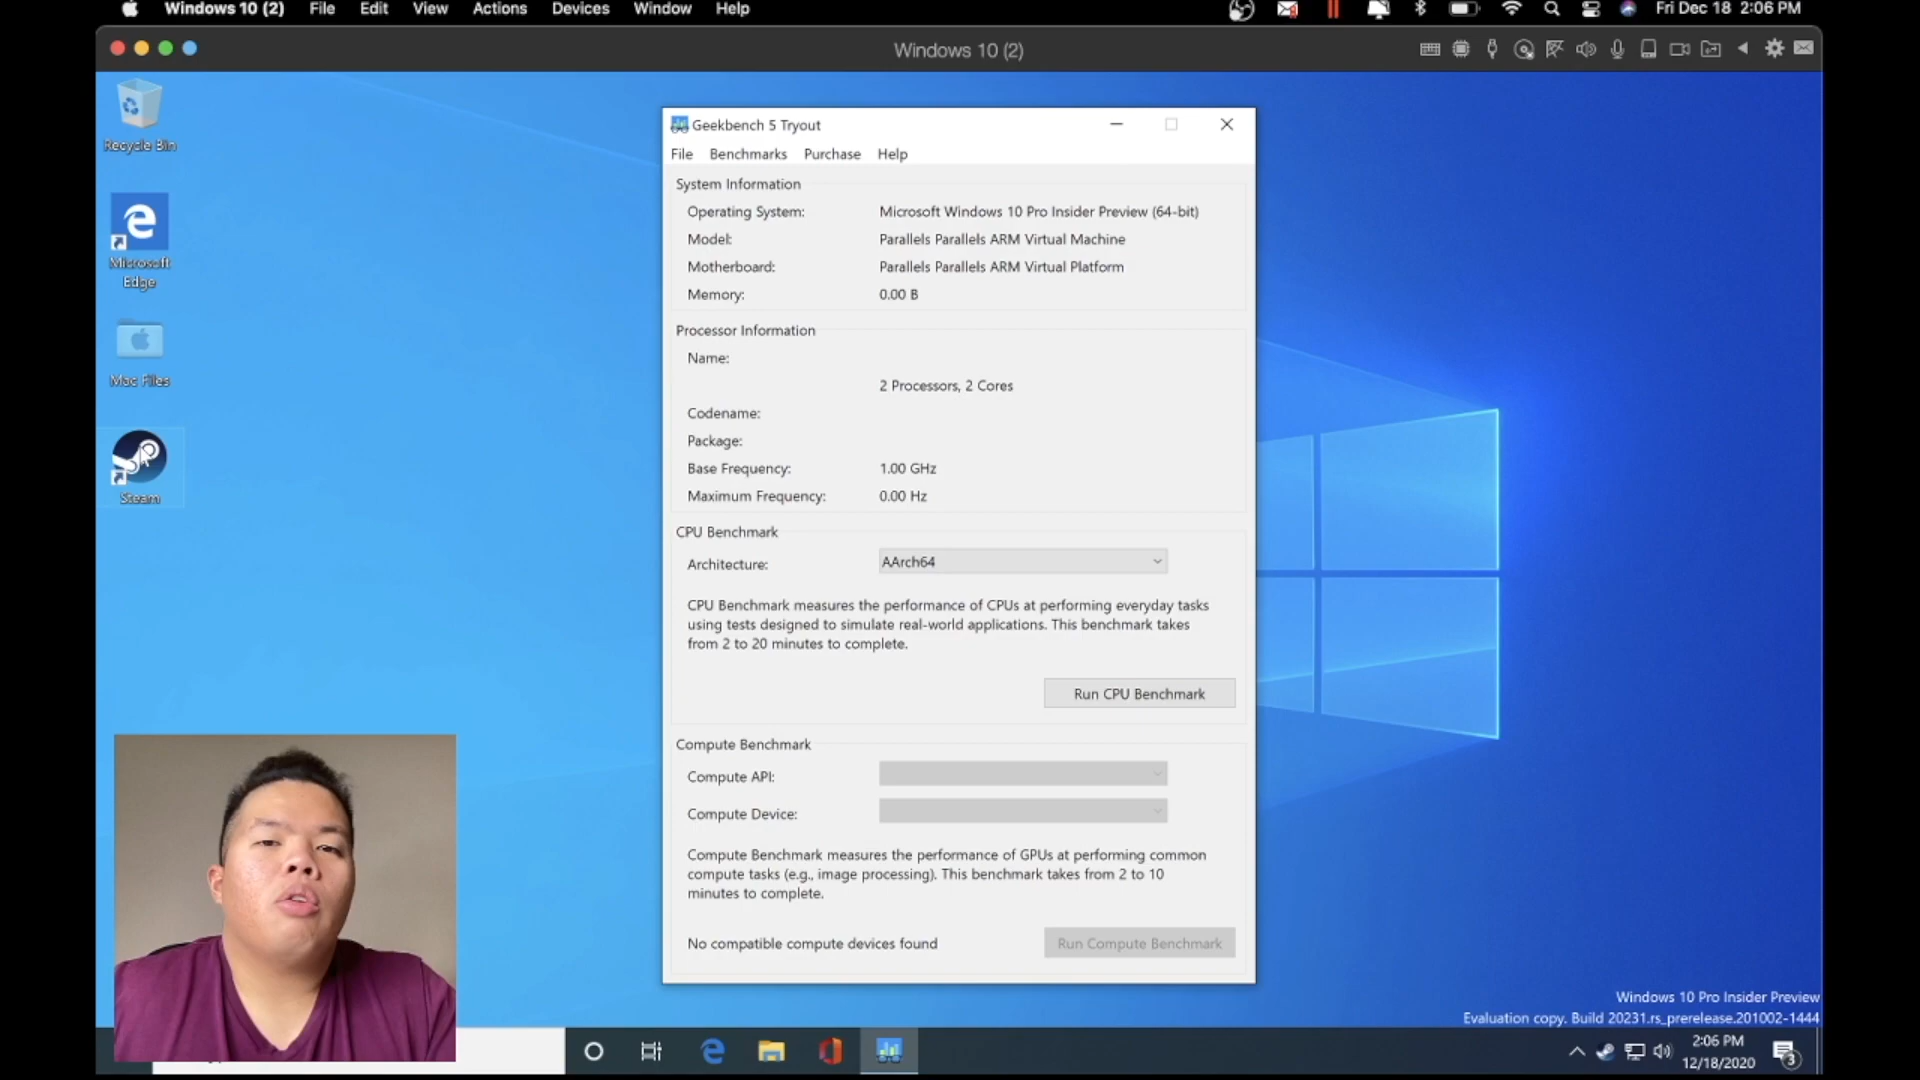 Windows 10 (2) File Edit View Actions Devices Window Help Fri Dec 18 2:06 PM
Windows 10 (2)
Recycle Bin
Microsoft
Edge
Mac Files
Steam
Geekbench 5 Tryout
File Benchmarks Purchase Help
System Information
Operating System: Microsoft Windows 10 Pro Insider Preview (64-bit)
Model: Parallels Parallels ARM Virtual Machine
Motherboard: Parallels Parallels ARM Virtual Platform
Memory: 0.00 B
Processor Information
Name:
2 Processors, 2 Cores
Codename:
Package:
Base Frequency: 1.00 GHz
Maximum Frequency: 0.00 Hz
CPU Benchmark
Architecture: AArch64
CPU Benchmark measures the performance of CPUs at performing everyday tasks
using tests designed to simulate real-world applications. This benchmark takes
from 2 to 20 minutes to complete.
Run CPU Benchmark
Compute Benchmark
Compute API:
Compute Device:
Compute Benchmark measures the performance of GPUs at performing common
compute tasks (e.g., image processing). This benchmark takes from 2 to 10
minutes to complete.
No compatible compute devices found Run Compute Benchmark
Windows 10 Pro Insider Preview
Evaluation copy. Build 20231.rs_prerelease.201002-1444
2:06 PM
12/18/2020
3